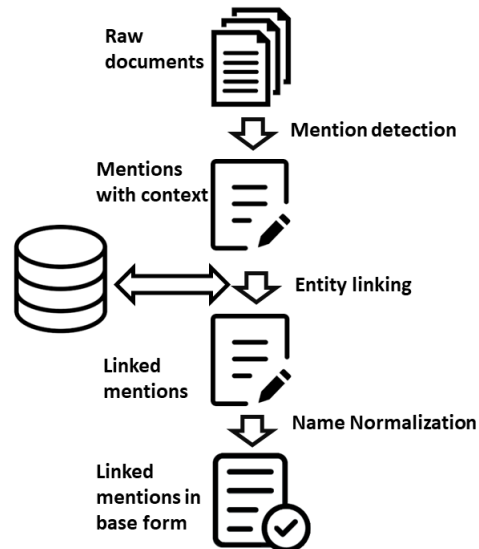 Raw
documents
Mention detection
Mentions
with context
Entity linking
Linked
mentions
Name Normalization
Linked
mentions in
base form